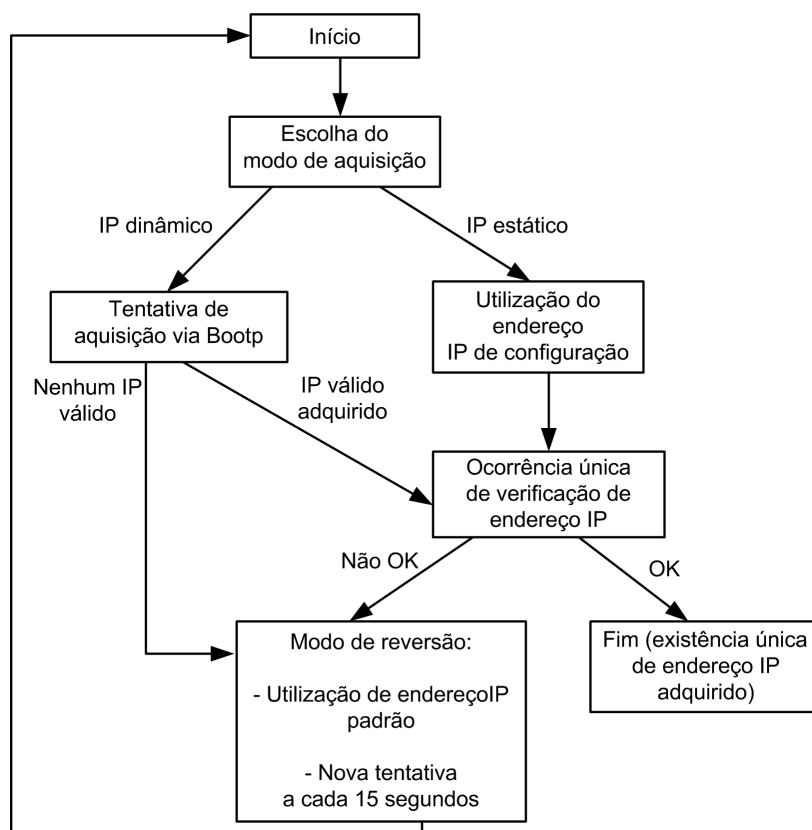 Início
Escolha do
modo de aquisição
IP dinâmico
IP estático
Tentativa de
aquisição via Bootp
Utilização do
endereço
IP de configuração
Nenhum IP
válido
IP válido
adquirido
Ocorrência única
de verificação de
endereço IP
Não OK
OK
Modo de reversão:
- Utilização de endereçoIP
padrão
- Nova tentativa
a cada 15 segundos
Fim (existência única
de endereço IP
adquirido)